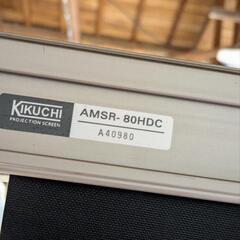 KIKUCHI
PROJECTION SCREEN
AMSR-80HDC
A40980